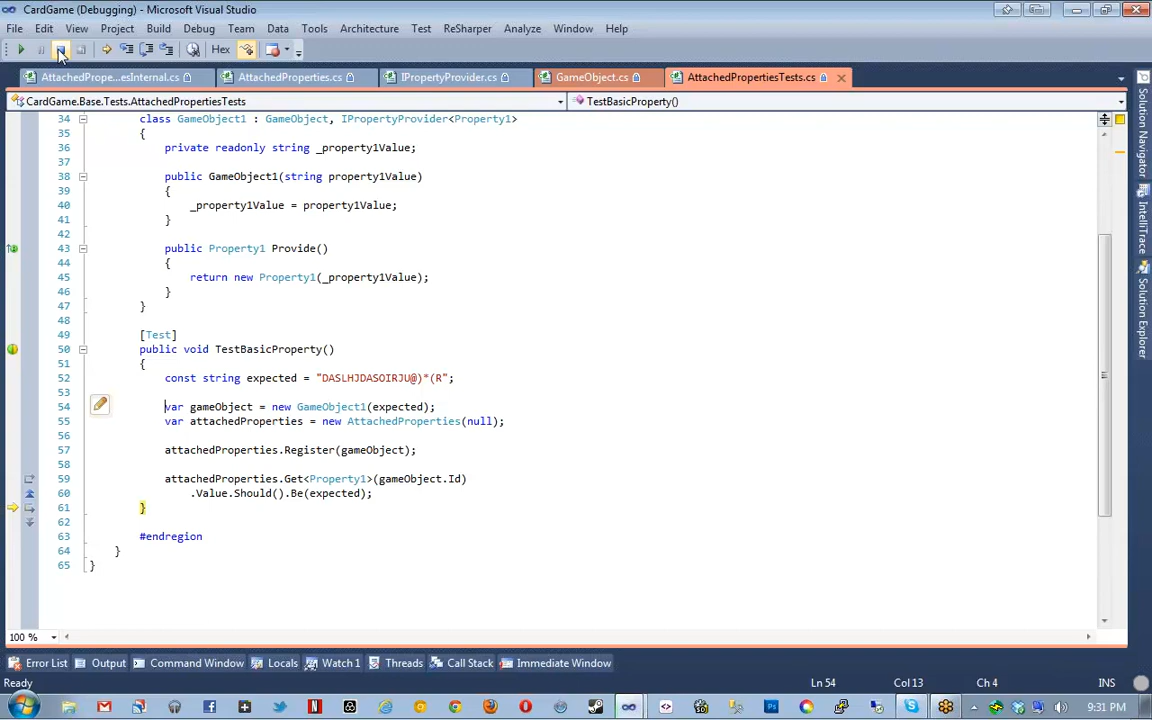 CardGame (Debugging) - Microsoft Visual Studio
File Edit View Project Build Debug Team Data Tools Architecture Test ReSharper Analyze Window Help
Hex
AttachedPrope...esInternal.cs AttachedProperties.cs IPropertyProvider.cs GameObject.cs AttachedPropertiesTests.cs
CardGame.Base.Tests.AttachedPropertiesTests TestBasicProperty()
34 class GameObject1 : GameObject, IPropertyProvider<Property1>
35 {
36 private readonly string _property1Value;
37
38 public GameObject1(string property1Value)
39 {
40 _property1Value = property1Value;
41 }
42
43 public Property1 Provide()
44 {
45 return new Property1(_property1Value);
46 }
47 }
48
49 [Test]
50 public void TestBasicProperty()
51 {
52 const string expected = "DASLHJDASOIRJU@)*(R";
53
54 var gameObject = new GameObject1(expected);
55 var attachedProperties = new AttachedProperties(null);
56
57 attachedProperties.Register(gameObject);
58
59 attachedProperties.Get<Property1>(gameObject.Id)
60 .Value.Should().Be(expected);
61 }
62
63 #endregion
64 }
65 }
Solution Navigator
IntelliTrace
Solution Explorer
100 %
Error List Output Command Window Locals Watch 1 Threads Call Stack Immediate Window
Ready Ln 54 Col 13 Ch 4 INS
9:31 PM